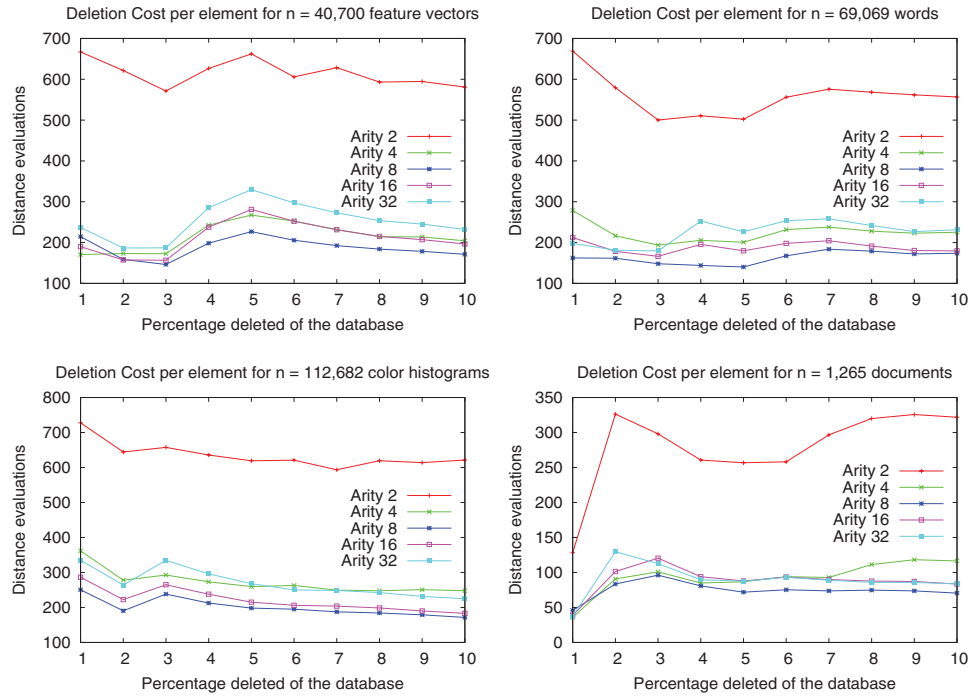 Deletion Cost per element for n = 40,700 feature vectors
700
600
500
400
300
200
100
Distance evaluations
Arity 2
Arity 4
Arity 8
Arity 16
Arity 32
1 2 3 4 5 6 7 8 9 10
Percentage deleted of the database
Deletion Cost per element for n = 69,069 words
700
600
500
400
300
200
100
Distance evaluations
Arity 2
Arity 4
Arity 8
Arity 16
Arity 32
1 2 3 4 5 6 7 8 9 10
Percentage deleted of the database
Deletion Cost per element for n = 112,682 color histograms
800
700
600
500
400
300
200
100
Distance evaluations
Arity 2
Arity 4
Arity 8
Arity 16
Arity 32
1 2 3 4 5 6 7 8 9 10
Percentage deleted of the database
Deletion Cost per element for n = 1,265 documents
350
300
250
200
150
100
50
0
Distance evaluations
Arity 2
Arity 4
Arity 8
Arity 16
Arity 32
1 2 3 4 5 6 7 8 9 10
Percentage deleted of the database